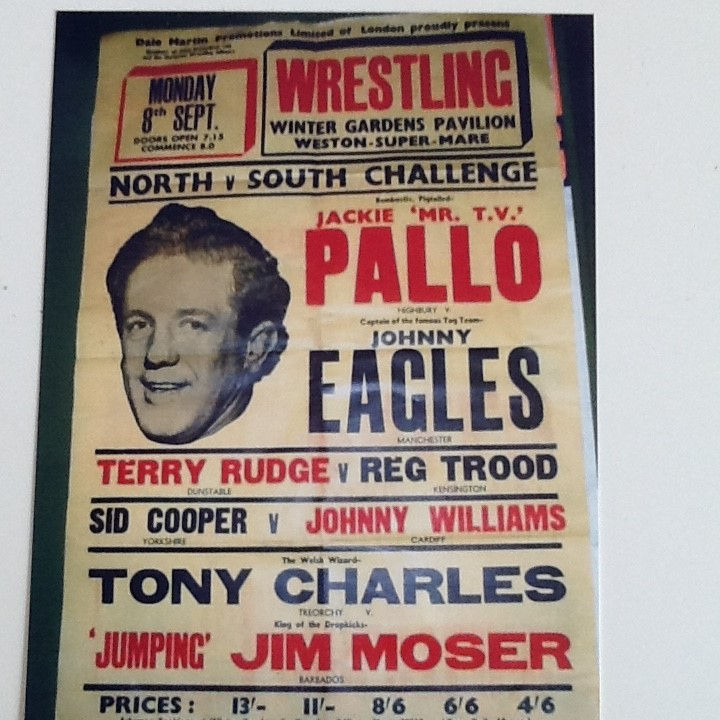 Dale Martin Promotions Limited of London proudly presents
MONDAY
8th SEPT.
DOORS OPEN 7.15
COMMENCE 8.0
WRESTLING
WINTER GARDENS PAVILION
WESTON-SUPER-MARE
NORTH v SOUTH CHALLENGE
Bombastic, Pigtailed-
JACKIE 'MR. T.V.'
PALLO
HIGHBURY V
Captain of the famous Tag Team-
JOHNNY
EAGLES
MANCHESTER
TERRY RUDGE v REG TROOD
DUNSTABLE KENSINGTON
SID COOPER v JOHNNY WILLIAMS
YORKSHIRE CARDIFF
The Welsh Wizard-
TONY CHARLES
TREORCHY V.
King of the Dropkicks-
'JUMPING' JIM MOSER
BARBADOS
PRICES: 13/- 11/- 8/6 6/6 4/6